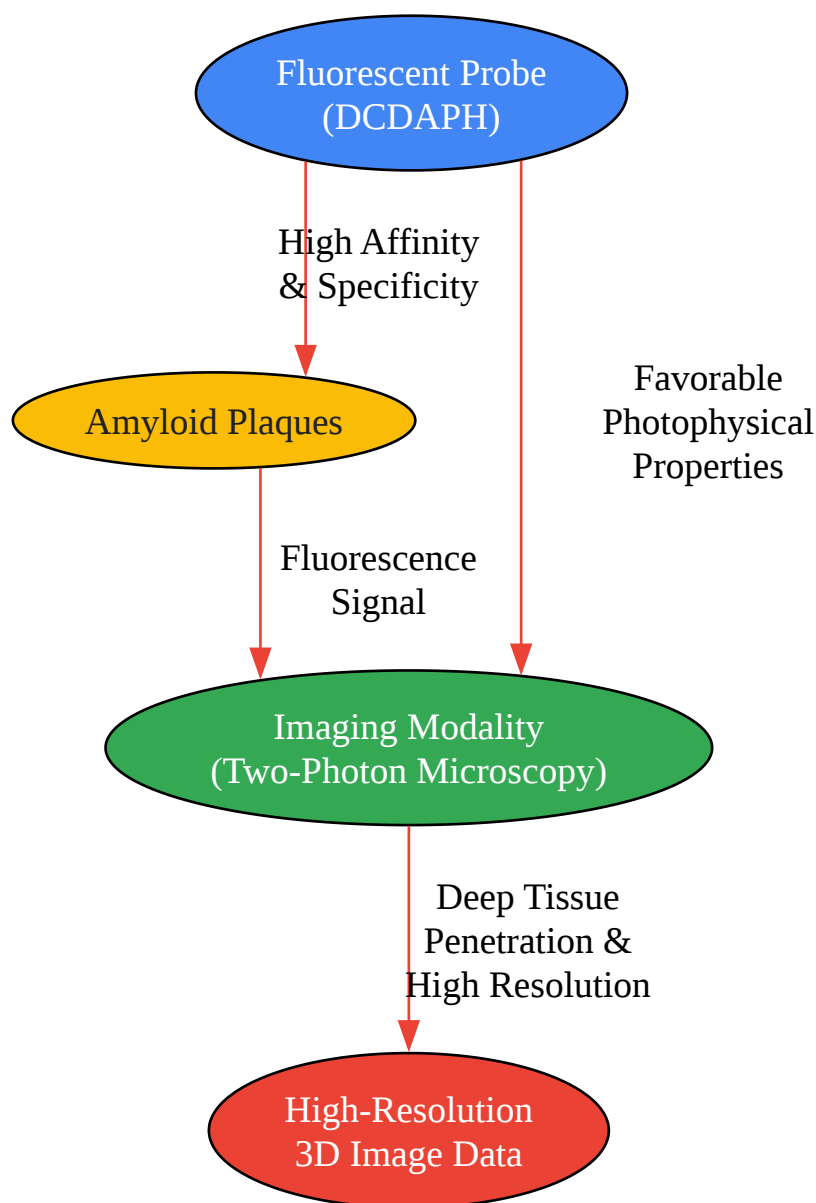 Fluorescent Probe
(DCDAPH)
High Affinity
& Specificity
Favorable
Photophysical
Properties
Amyloid Plaques
Fluorescence
Signal
Imaging Modality
(Two-Photon Microscopy)
Deep Tissue
Penetration &
High Resolution
High-Resolution
3D Image Data